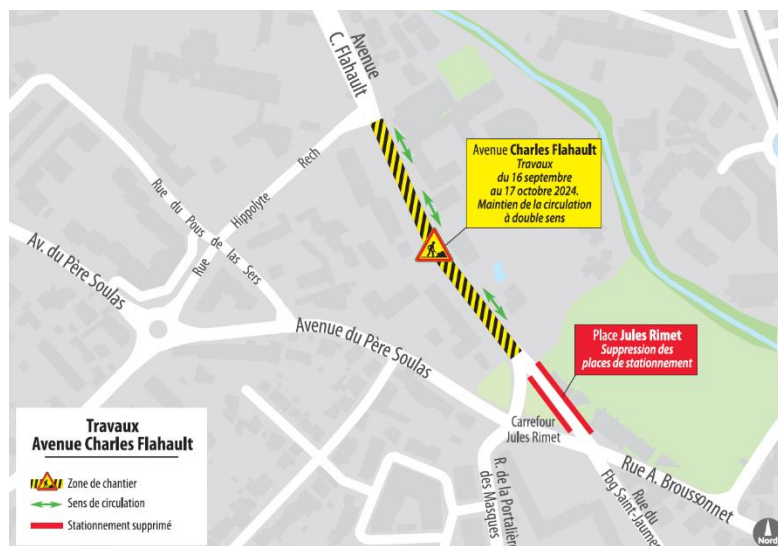 Avenue
C. Flahault
Avenue Charles Flahault
Travaux
du 16 septembre
au 17 octobre 2024.
Maintien de la circulation
à double sens
Rue Hippolyte Rech
Rue du Pous de las Sers
Av. du Père Soulas
Avenue du Père Soulas
Place Jules Rimet
Suppression des
places de stationnement
Carrefour
Jules Rimet
R. de la Portalière
des Masques
Rue du
Fbg Saint-Jaumes
Rue A. Broussonnet
Travaux
Avenue Charles Flahault
Zone de chantier
Sens de circulation
Stationnement supprimé
Nord